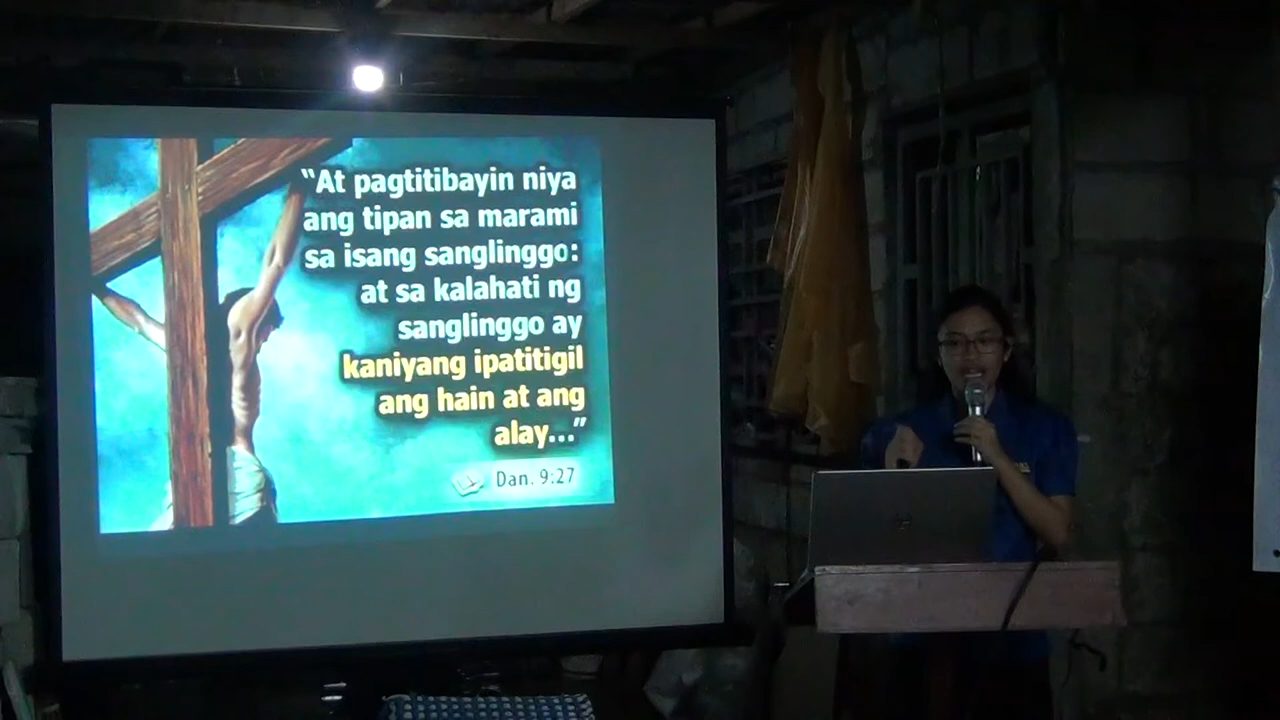 “At pagtitibayin niya
ang tipan sa marami
sa isang sanglinggo:
at sa kalahati ng
sanglinggo ay
kaniyang ipatitigil
ang hain at ang
alay...”
Dan. 9:27